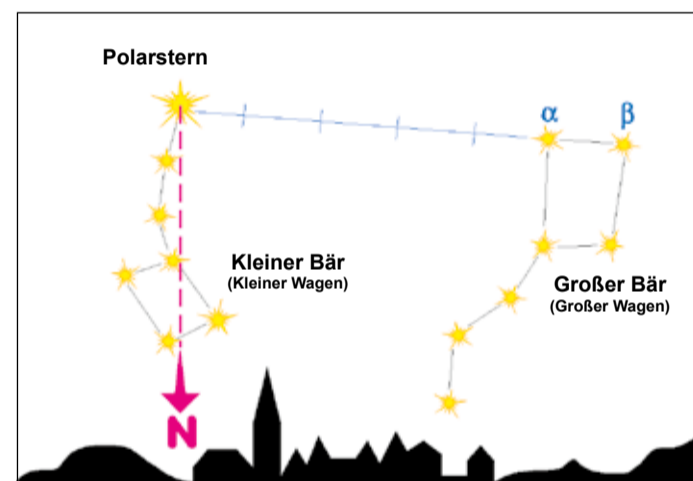 Polarstern
α
β
Kleiner Bär
(Kleiner Wagen)
Großer Bär
(Großer Wagen)
N